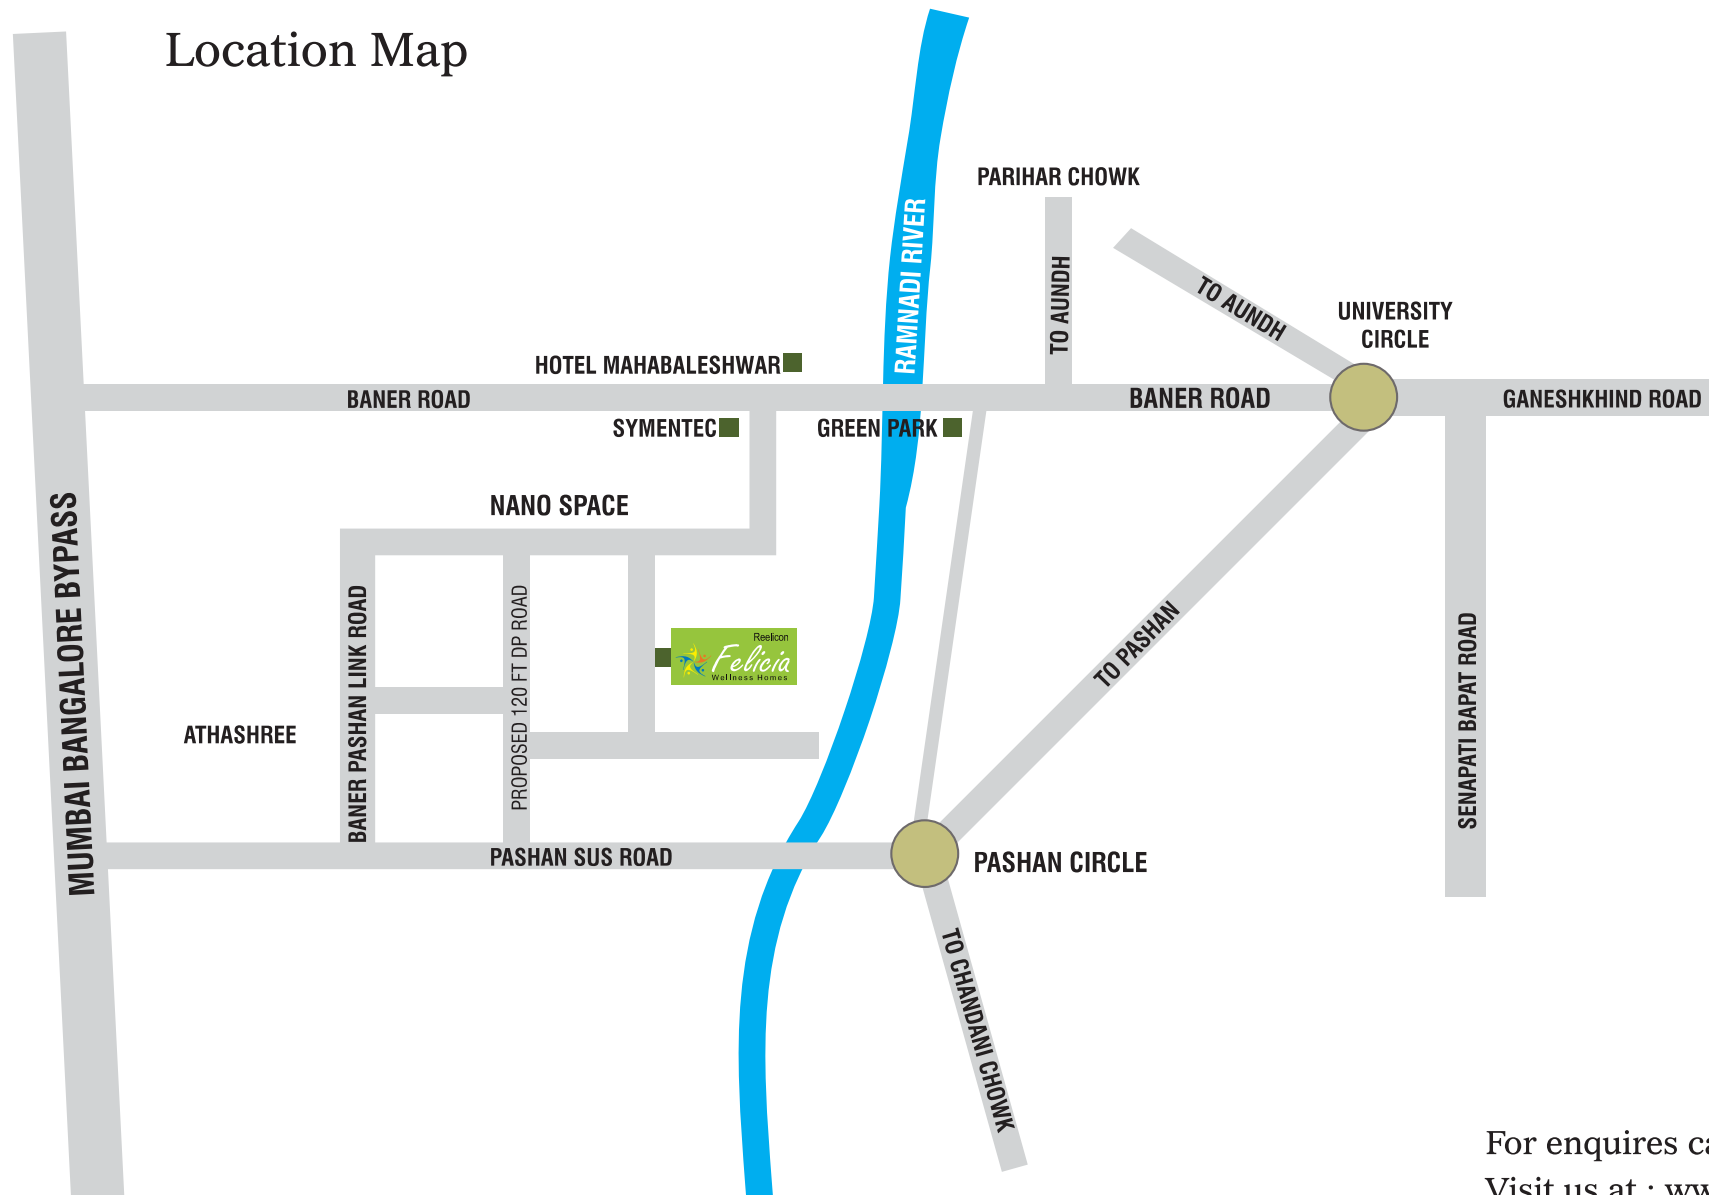 Location Map
PARIHAR CHOWK
RAMNADI RIVER
TO AUNDH
TO AUNDH
UNIVERSITY
CIRCLE
HOTEL MAHABALESHWAR
BANER ROAD
BANER ROAD
GANESHKHIND ROAD
SYMENTEC
GREEN PARK
NANO SPACE
MUMBAI BANGALORE BYPASS
BANER PASHAN LINK ROAD
PROPOSED 120 FT DP ROAD
Reelicon
Felicia
Wellness Homes
TO PASHAN
SENAPATI BAPAT ROAD
ATHASHREE
PASHAN SUS ROAD
PASHAN CIRCLE
TO CHANDANI CHOWK
For enquires ca
Visit us at : ww